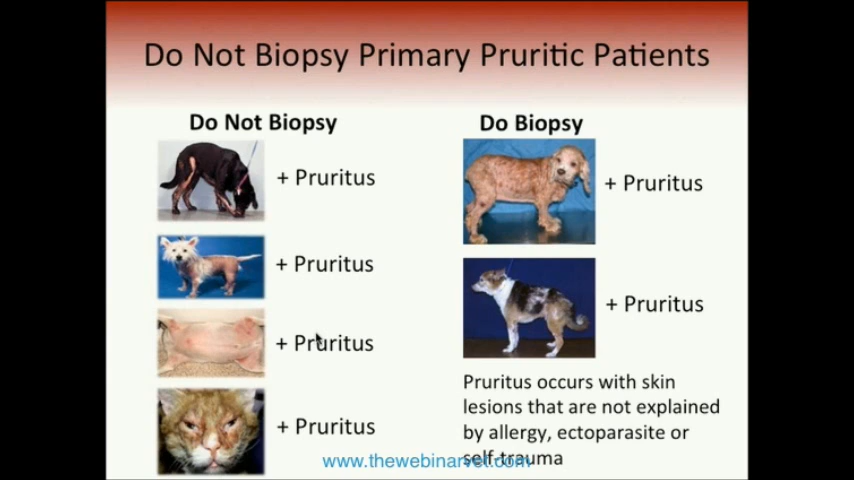 Do Not Biopsy Primary Pruritic Patients
Do Not Biopsy
+ Pruritus
+ Pruritus
+ Pruritus
+ Pruritus
Do Biopsy
+ Pruritus
+ Pruritus
Pruritus occurs with skin
lesions that are not explained
by allergy, ectoparasite or
self-trauma
www.thewebinarvet.com